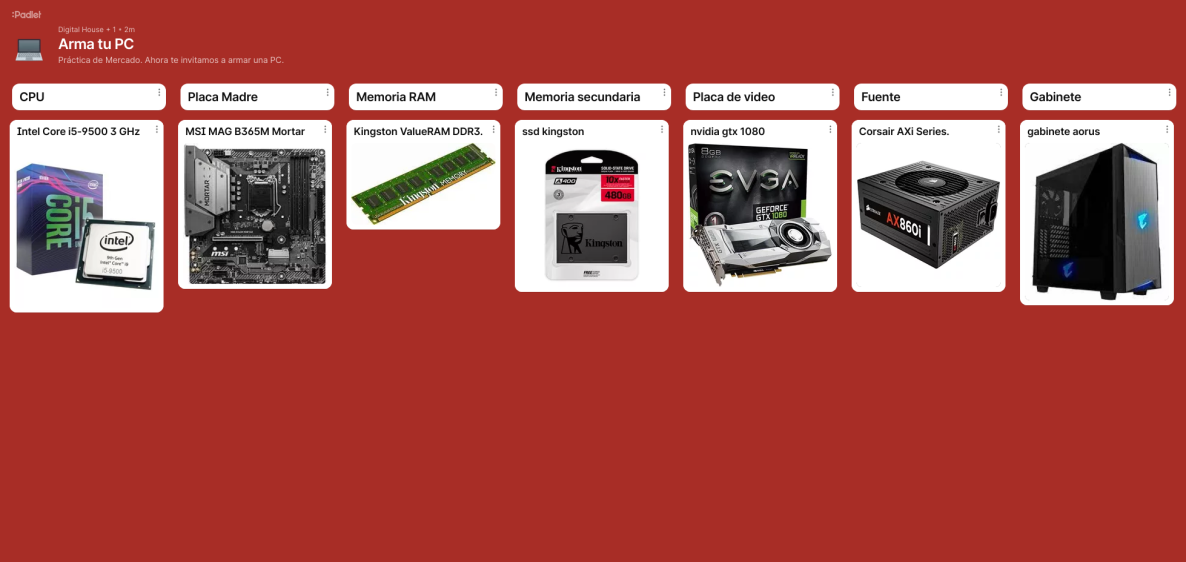 :Padlet
Digital House + 1 • 2m
Arma tu PC
Práctica de Mercado. Ahora te invitamos a armar una PC.
CPU
Placa Madre
Memoria RAM
Memoria secundaria
Placa de video
Fuente
Gabinete
Intel Core i5-9500 3 GHz
intel
CORE
i5
intel
9th Gen
Intel® Core™ i5
i5-9500
MSI MAG B365M Mortar
MORTAR
msi
Kingston ValueRAM DDR3.
Kingston MEMORY
ssd kingston
Kingston
SOLID-STATE DRIVE
A400
10X FASTER
480GB
Kingston
FREE
nvidia gtx 1080
8GB
EVGA
GEFORCE
GTX 1080
Corsair AXi Series.
AX860i
gabinete aorus